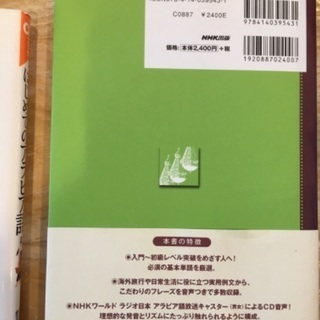 9784140395431
C0887 ¥2400E
NHK出版
価格:本体2,400円+税
1920887024007
本書の特徴
●入門〜初級レベル突破をめざす人へ!
必須の基本単語を厳選。
●海外旅行や日常生活に役に立つ実用例文から、
こだわりのフレーズを音声つきで多数収録。
●NHKワールド ラジオ日本 アラビア語放送キャスター(男女)によるCD音声!
理想的な発音とリズムにたっぷり触れられるように構成。